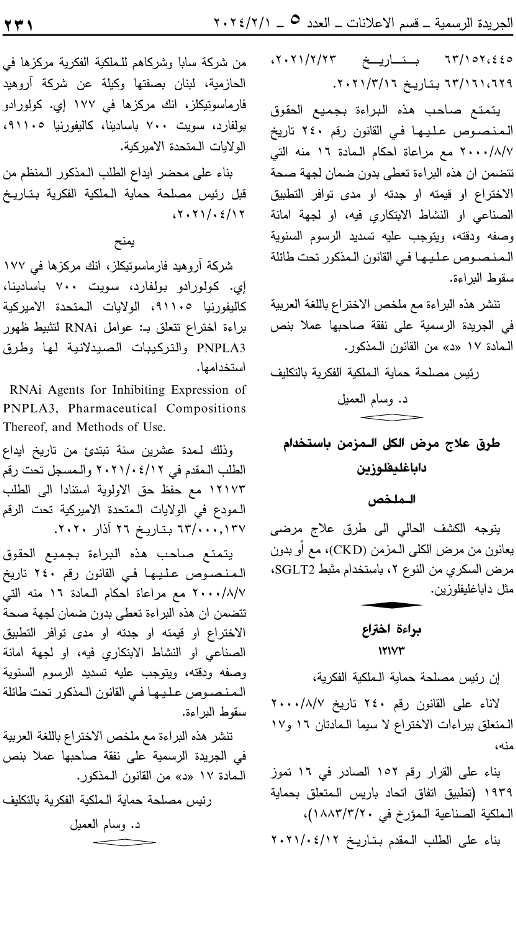 الجريدة الرسمية ــ قسم الاعلانات ــ العدد ٥ ــ ٢٠٢٤/٢/١
٢٣١
٦٣/١٥٢،٤٤٥ بـتـاريـخ ٢٠٢١/٢/٢٣،
٦٣/١٦١،٦٢٩ بـتـاريخ ٢٠٢١/٣/١٦.
يـتمتـع صـاحب هـذه البراءة بجميع الحقوق
المنصوص عليها في القانون رقم ٢٤٠ تاريخ
٢٠٠٠/٨/٧ مع مراعاة احكام المادة ١٦ منه التي
تتضمن ان هذه البراءة تعطى بدون ضمان لجهة صحة
الاختراع او قيمته او جدته او مدى توافر التطبيق
الصناعي او النشاط الابتكاري فيه، او لجهة امانة
وصفه ودقته، ويتوجب عليه تسديد الرسوم السنوية
المنصوص عليها في القانون المذكور تحت طائلة
سقوط البراءة.
تنشر هذه البراءة مع ملخص الاختراع باللغة العربية
في الجريدة الرسمية على نفقة صاحبها عملا بنص
المادة ١٧ «د» من القانون المذكور.
رئيس مصلحة حماية الملكية الفكرية بالتكليف
د. وسام العميل
طرق علاج مرض الكلى المزمن باستخدام
داباغليفلوزين
الملخص
يتوجه الكشف الحالي الى طرق علاج مرضى
يعانون من مرض الكلى المزمن (CKD)، مع أو بدون
مرض السكري من النوع ٢، باستخدام مثبط SGLT2،
مثل داباغليفلوزين.
براءة اختراع
١٢١٧٣
إن رئيس مصلحة حماية الملكية الفكرية،
لاناء على القانون رقم ٢٤٠ تاريخ ٢٠٠٠/٨/٧
المتعلق ببراءات الاختراع لا سيما المادتان ١٦ و١٧
منه،
بناء على القرار رقم ١٥٢ الصادر في ١٦ تموز
١٩٣٩ (تطبيق اتفاق اتحاد باريس المتعلق بحماية
الملكية الصناعية المؤرخ في ١٨٨٣/٣/٢٠)،
بناء على الطلب المقدم بتاريخ ٢٠٢١/٠٤/١٢
من شركة سابا وشركاهم للملكية الفكرية مركزها في
الحازمية، لبنان بصفتها وكيلة عن شركة آروهيد
فارماسوتيكلز، انك مركزها في ١٧٧ إي. كولورادو
بولفارد، سويت ٧٠٠ باسادينا، كاليفورنيا ٩١١٠٥،
الولايات المتحدة الاميركية.
بناء على محضر ايداع الطلب المذكور المنظم من
قبل رئيس مصلحة حماية الملكية الفكرية بتاريخ
٢٠٢١/٠٤/١٢،
يمنح
شركة آروهيد فارماسوتيكلز، انك مركزها في ١٧٧
إي. كولورادو بولفارد، سويت ٧٠٠ باسادينا،
كاليفورنيا ٩١١٠٥، الولايات المتحدة الاميركية
براءة اختراع تتعلق بـ: عوامل RNAi لتثبيط ظهور
PNPLA3 والتركيبات الصيدلانية لها وطرق
استخدامها.
RNAi Agents for Inhibiting Expression of
PNPLA3, Pharmaceutical Compositions
Thereof, and Methods of Use.
وذلك لمدة عشرين سنة تبتدئ من تاريخ ايداع
الطلب المقدم في ٢٠٢١/٠٤/١٢ والمسجل تحت رقم
١٢١٧٣ مع حفظ حق الاولوية استنادا الى الطلب
المودع في الولايات المتحدة الاميركية تحت الرقم
٦٣/٠٠٠,١٣٧ بتاريخ ٢٦ آذار ٢٠٢٠.
يـتمتـع صـاحب هـذه البراءة بجميع الحقوق
المنصوص عليها في القانون رقم ٢٤٠ تاريخ
٢٠٠٠/٨/٧ مع مراعاة احكام المادة ١٦ منه التي
تتضمن ان هذه البراءة تعطى بدون ضمان لجهة صحة
الاختراع او قيمته او جدته او مدى توافر التطبيق
الصناعي او النشاط الابتكاري فيه، او لجهة امانة
وصفه ودقته، ويتوجب عليه تسديد الرسوم السنوية
المنصوص عليها في القانون المذكور تحت طائلة
سقوط البراءة.
تنشر هذه البراءة مع ملخص الاختراع باللغة العربية
في الجريدة الرسمية على نفقة صاحبها عملا بنص
المادة ١٧ «د» من القانون المذكور.
رئيس مصلحة حماية الملكية الفكرية بالتكليف
د. وسام العميل